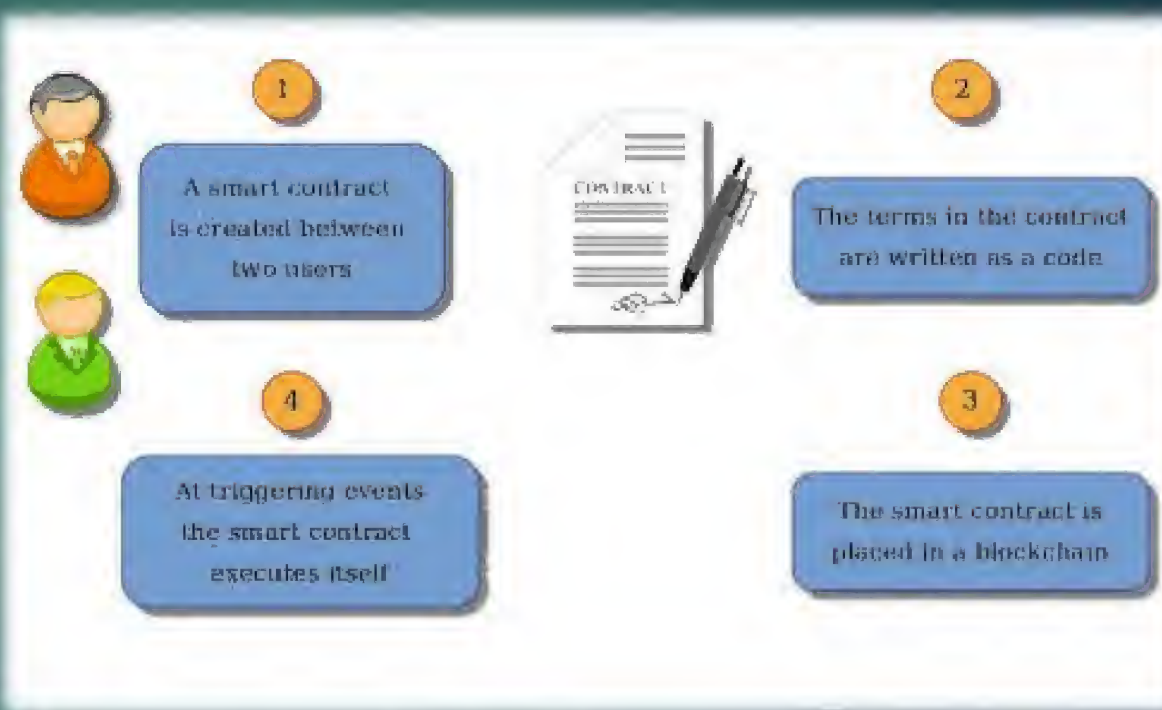 1
A smart contract
is created between
two users
CONTRACT
2
The terms in the contract
are written as a code
3
The smart contract is
placed in a blockchain
4
At triggering events
the smart contract
executes itself